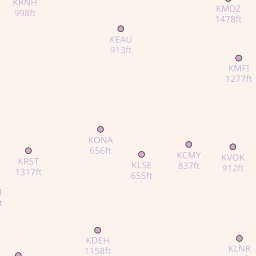 KRNH
998ft
KMDZ
1478ft
KEAU
913ft
KMFI
1277ft
KONA
656ft
KLSE
655ft
KCMY
837ft
KVOK
912ft
KRST
1317ft
KDEH
1158ft
KLNR